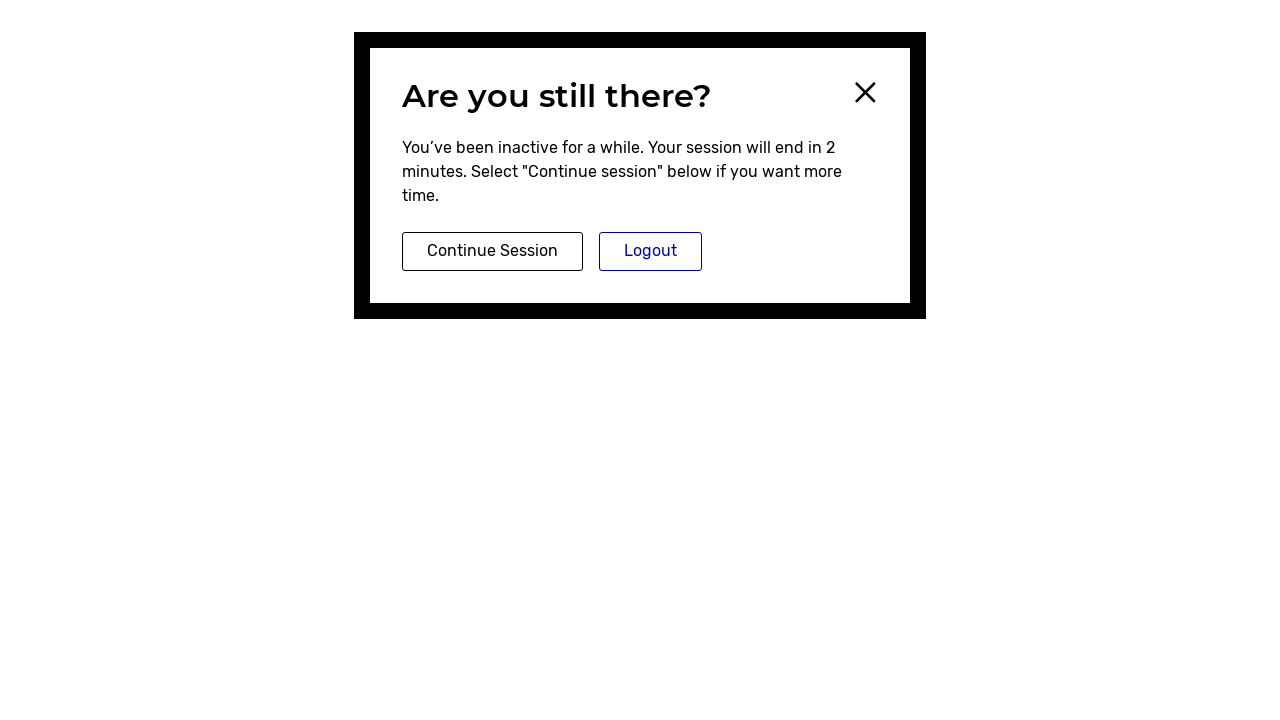 Are you still there?
You’ve been inactive for a while. Your session will end in 2
minutes. Select "Continue session" below if you want more
time.
Continue Session
Logout